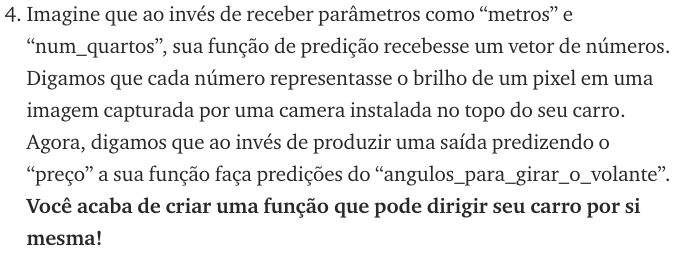 4. Imagine que ao invés de receber parâmetros como “metros” e
“num_quartos”, sua função de predição recebesse um vetor de números.
Digamos que cada número representasse o brilho de um pixel em uma
imagem capturada por uma camera instalada no topo do seu carro.
Agora, digamos que ao invés de produzir uma saída predizendo o
“preço” a sua função faça predições do “angulos_para_girar_o_volante”.
Você acaba de criar uma função que pode dirigir seu carro por si
mesma!